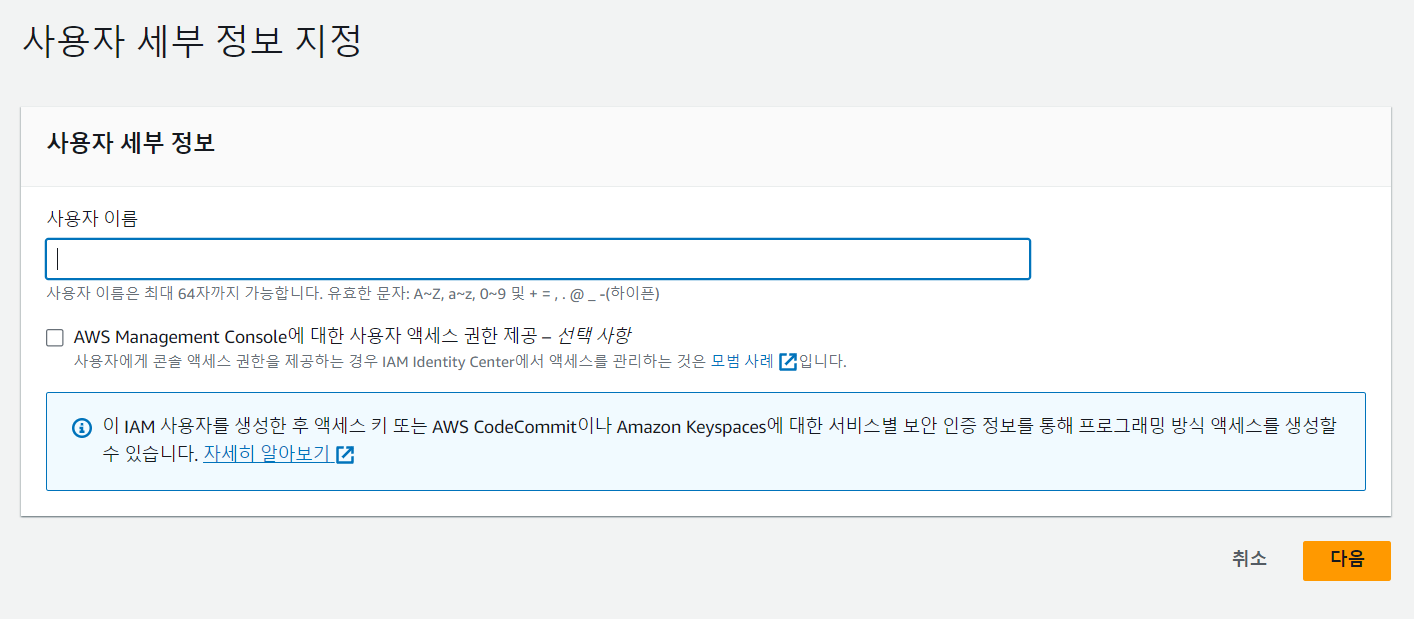 사용자 세부 정보 지정
사용자 세부 정보
사용자 이름
사용자 이름은 최대 64자까지 가능합니다. 유효한 문자: A~Z, a~z, 0~9 및 + = , . @ _ -(하이픈)
AWS Management Console에 대한 사용자 액세스 권한 제공 – 선택 사항
사용자에게 콘솔 액세스 권한을 제공하는 경우 IAM Identity Center에서 액세스를 관리하는 것은 모범 사례 입니다.
이 IAM 사용자를 생성한 후 액세스 키 또는 AWS CodeCommit이나 Amazon Keyspaces에 대한 서비스별 보안 인증 정보를 통해 프로그래밍 방식 액세스를 생성할
수 있습니다. 자세히 알아보기
취소 다음